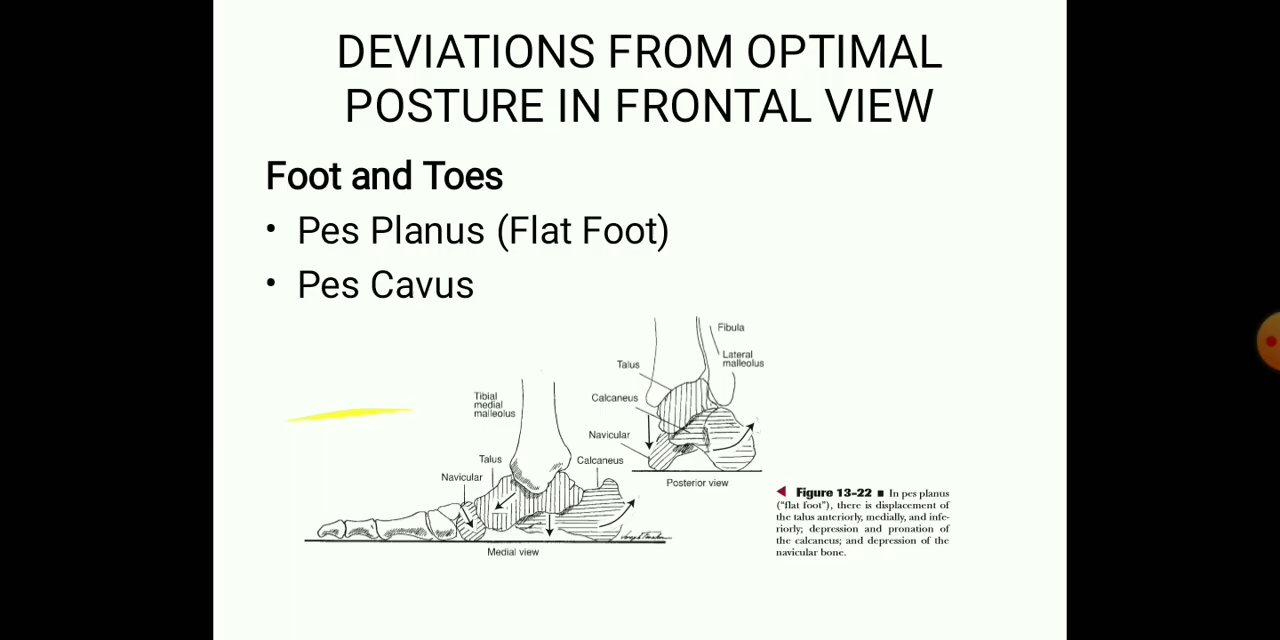 DEVIATIONS FROM OPTIMAL
POSTURE IN FRONTAL VIEW
Foot and Toes
• Pes Planus (Flat Foot)
• Pes Cavus
Fibula
Lateral
malleolus
Talus
Calcaneus
Navicular
Posterior view
Tibial
medial
malleolus
Talus
Calcaneus
Navicular
Medial view
◀ Figure 13-22 ■ In pes planus
("flat foot"), there is displacement of
the talus anteriorly, medially, and infe-
riorly; depression and pronation of
the calcaneus; and depression of the
navicular bone.